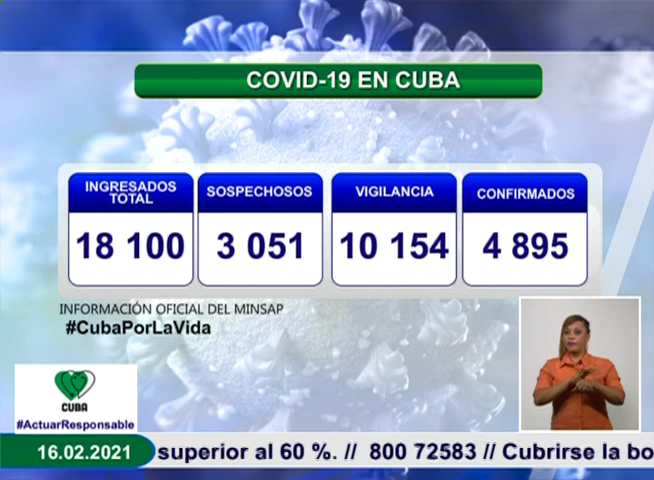 COVID-19 EN CUBA
INGRESADOS
TOTAL
18 100
SOSPECHOSOS
3 051
VIGILANCIA
10 154
CONFIRMADOS
4 895
INFORMACIÓN OFICIAL DEL MINSAP
#CubaPorLaVida
CUBA
#ActuarResponsable
16.02.2021
superior al 60 %. // 800 72583 // Cubrirse la bo